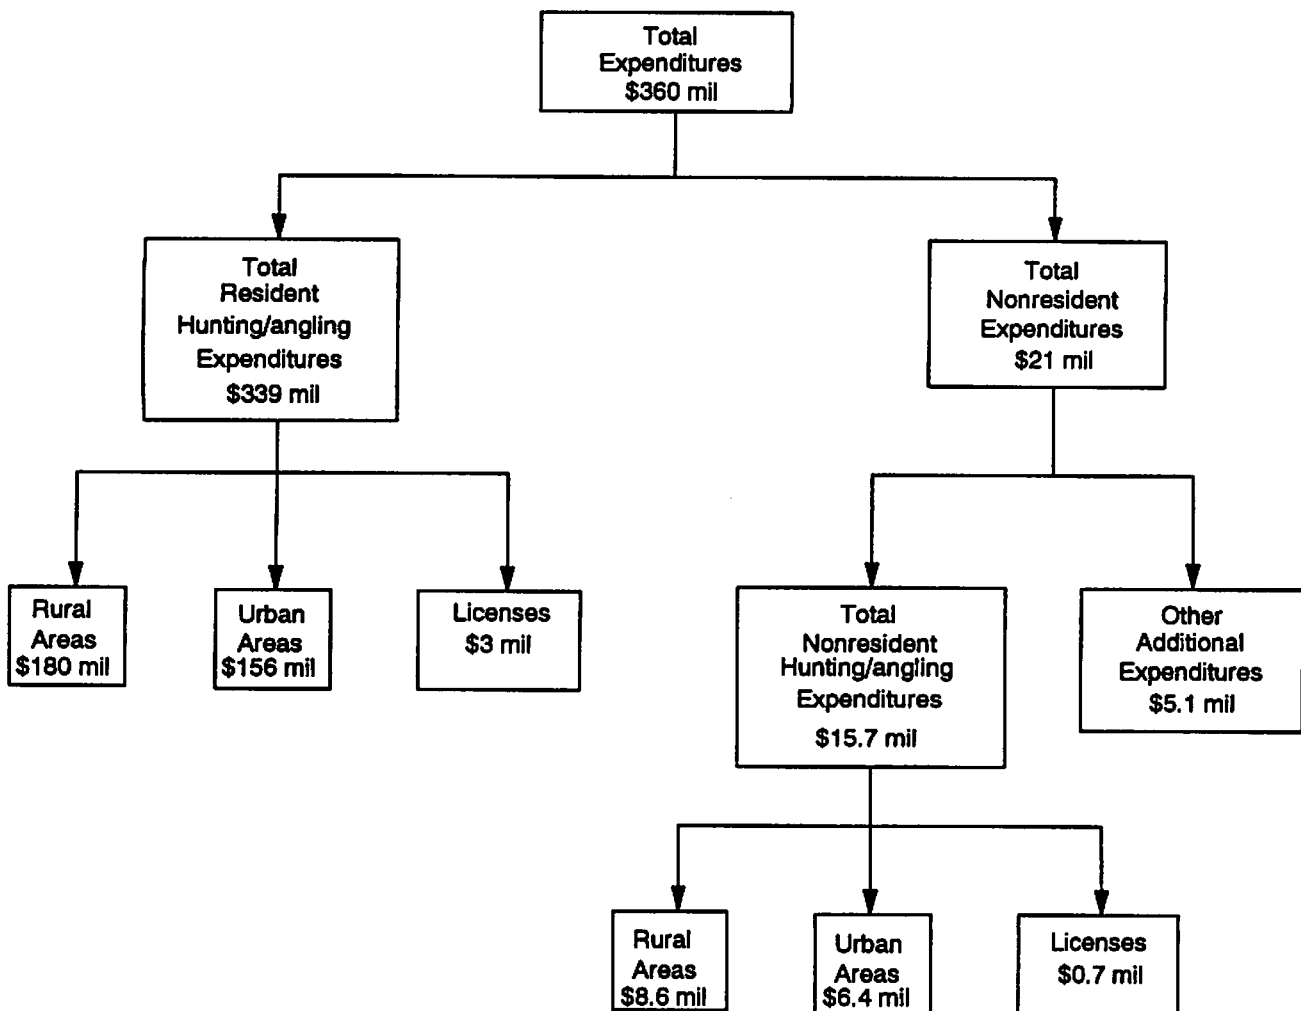 Total
Expenditures
$360 mil
Total
Resident
Hunting/angling
Expenditures
$339 mil
Total
Nonresident
Expenditures
$21 mil
Rural
Areas
$180 mil
Urban
Areas
$156 mil
Licenses
$3 mil
Total
Nonresident
Hunting/angling
Expenditures
$15.7 mil
Other
Additional
Expenditures
$5.1 mil
Rural
Areas
$8.6 mil
Urban
Areas
$6.4 mil
Licenses
$0.7 mil